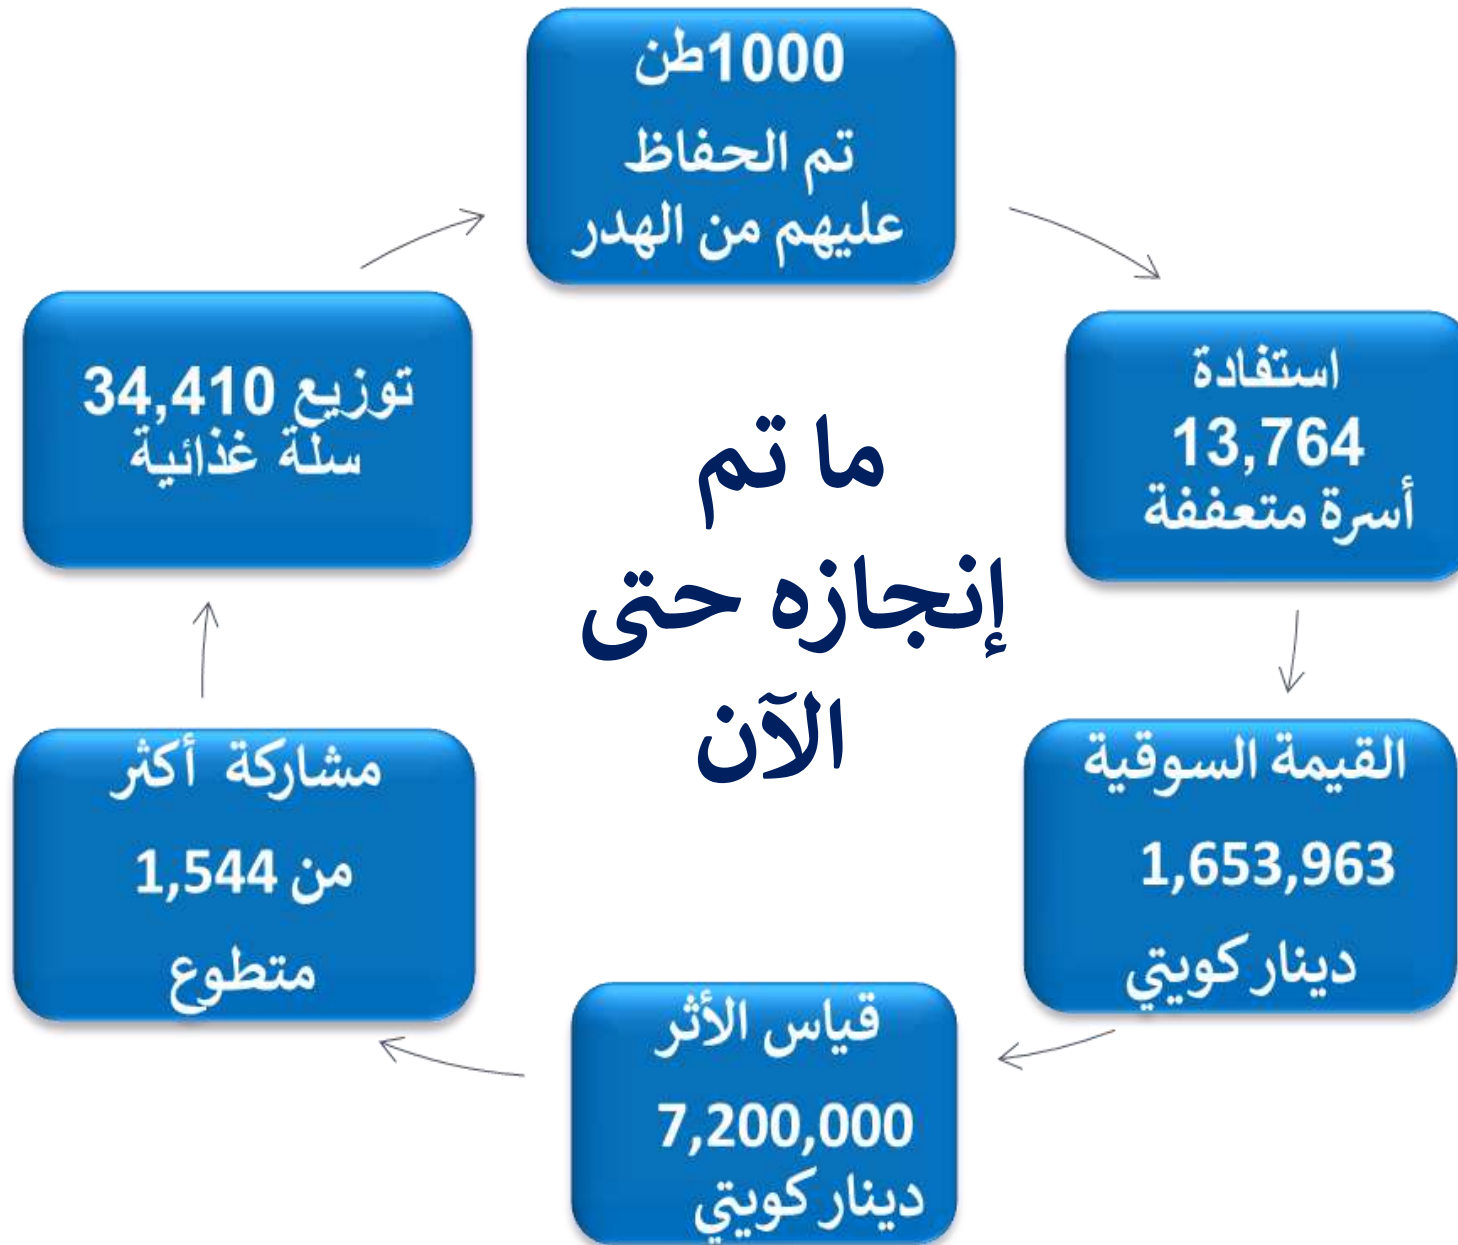 1000طن
تم الحفاظ
عليهم من الهدر
استفادة
13,764
أسرة متعففة
القيمة السوقية
1,653,963
دينار كويتي
قياس الأثر
7,200,000
دينار كويتي
مشاركة أكثر
من 1,544
متطوع
توزيع 34,410
سلة غذائية
ما تم
إنجازه حتى
الآن